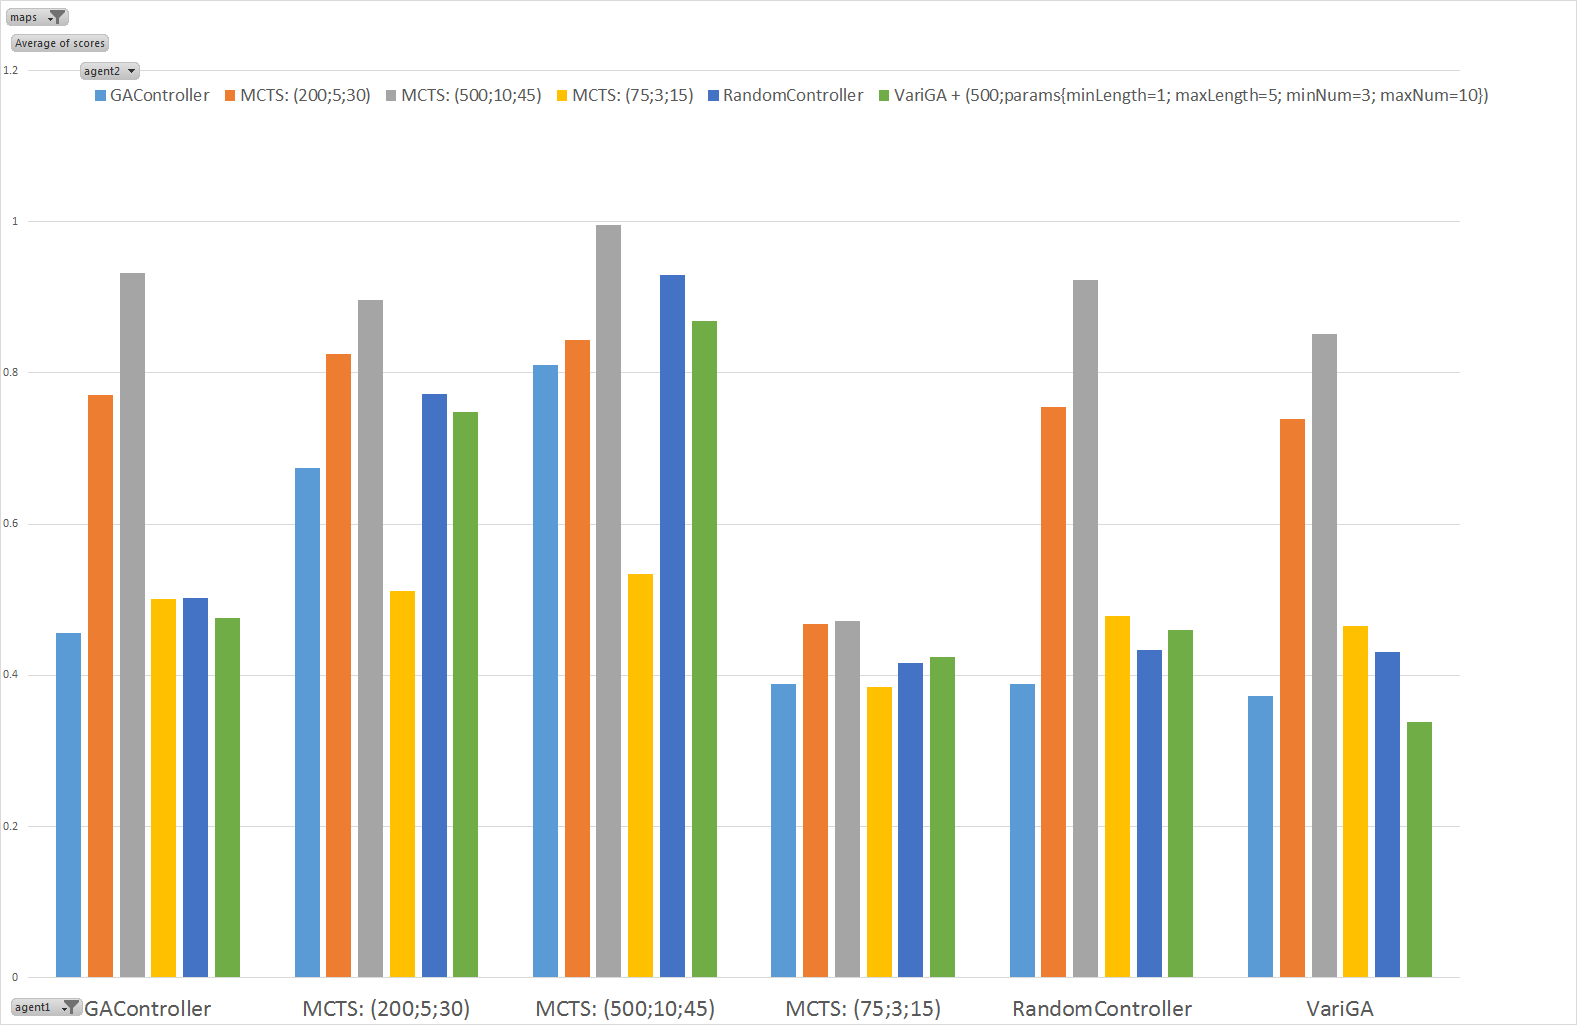 maps
Average of scores
agent2
1.2
GAController MCTS: (200;5;30) MCTS: (500;10;45) MCTS: (75;3;15) RandomController VariGA + (500;params{minLength=1; maxLength=5; minNum=3; maxNum=10})
1
0.8
0.6
0.4
0.2
0
agent1
GAController MCTS: (200;5;30) MCTS: (500;10;45) MCTS: (75;3;15) RandomController VariGA